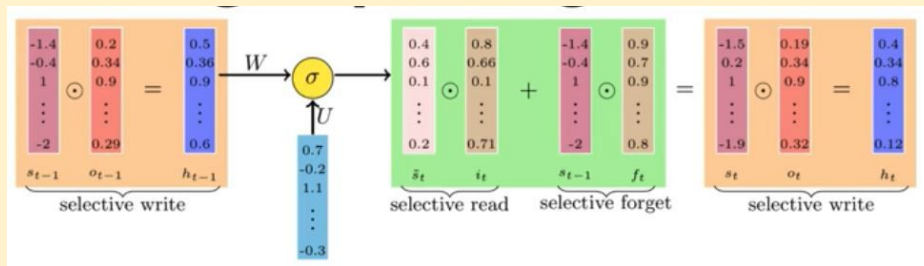 -1.4 0.2 0.5 0.4 0.8 -1.4 0.9 -1.5 0.19 0.4
-0.4 0.34 0.36 W 0.6 0.66 -0.4 0.7 0.2 0.34 0.34
1 ⊙ 0.9 = 0.9 σ 0.1 ⊙ 0.1 + 1 ⊙ 0.9 = 1 ⊙ 0.9 = 0.8
⋮ ⋮ ⋮ U ⋮ ⋮ ⋮ ⋮ ⋮ ⋮ ⋮
-2 0.29 0.6 0.7 0.2 0.71 -2 0.8 -1.9 0.32 0.12
-0.2
s_{t-1} o_{t-1} h_{t-1} 1.1 s̃_t i_t s_{t-1} f_t s_t o_t h_t
selective write ⋮ selective read selective forget selective write
-0.3